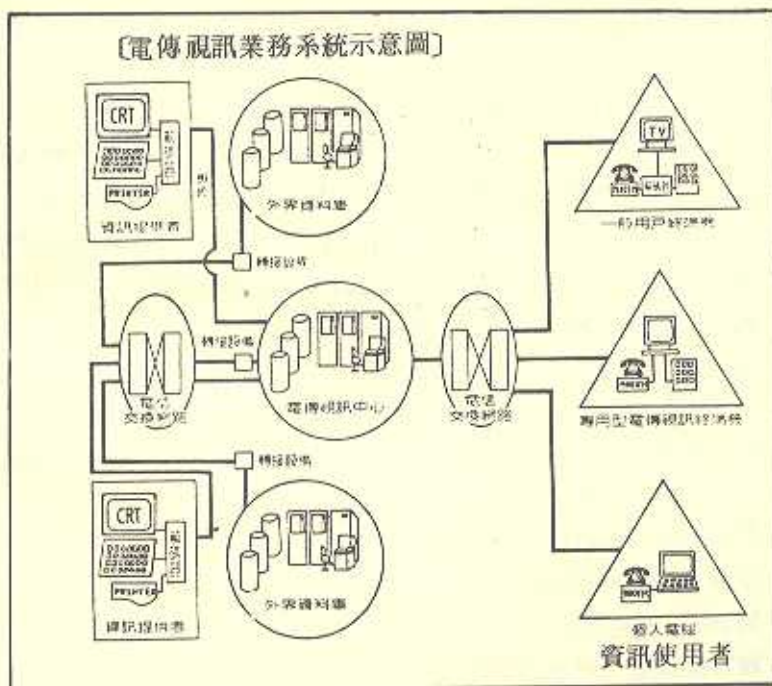 〔電傳視訊業務系統示意圖〕
CRT
PRINTER
資訊提供者
外界資料庫
轉接設備
電信
交換網路
轉接設備
電傳視訊中心
電信
交換網路
轉接設備
CRT
PRINTER
資訊提供者
外界資料庫
TV
一般用戶終端機
專用型電傳視訊終端機
個人電腦
資訊使用者